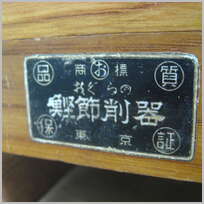 品 商お標 質
おぐらの
鰹節削器
保 東京 証